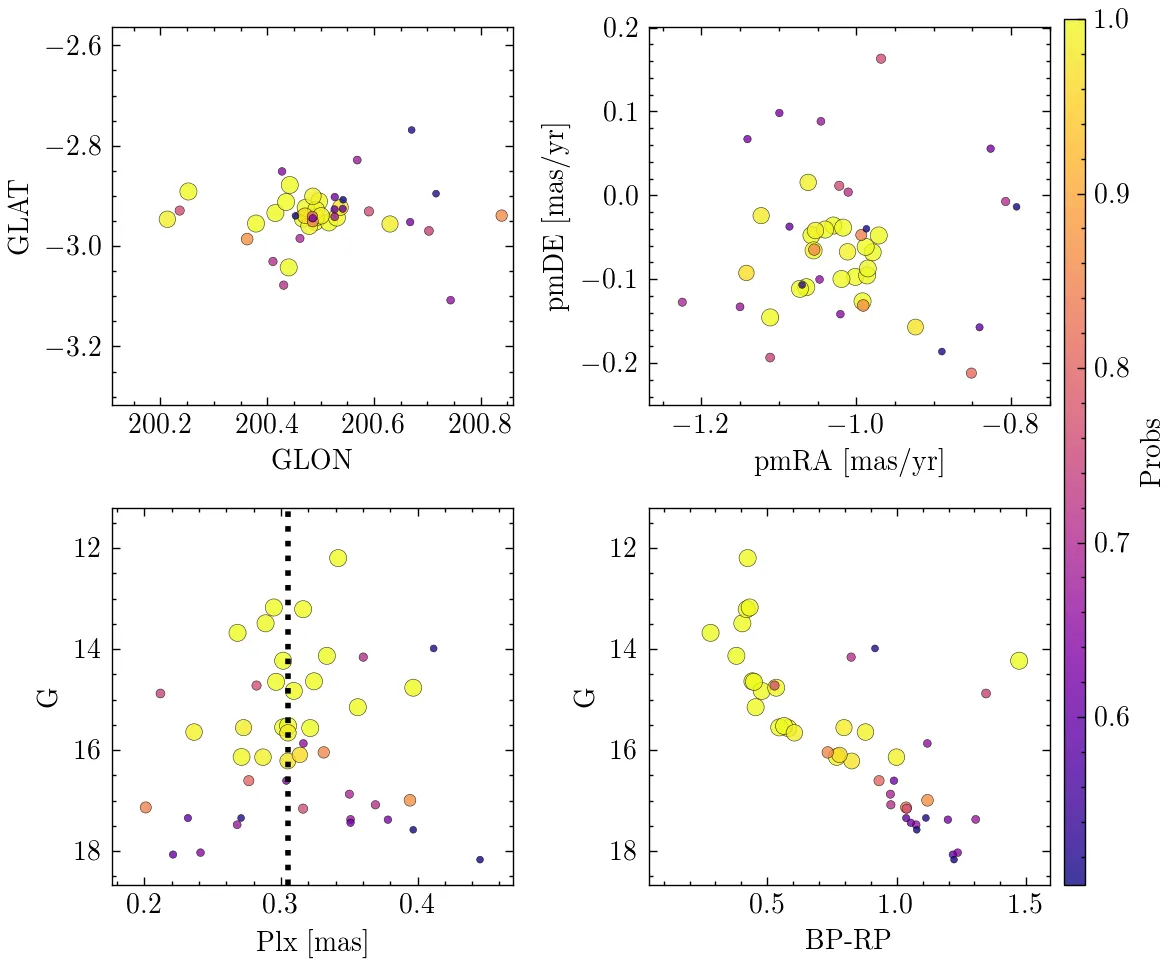 −2.6
−2.8
−3.0
−3.2
GLAT
200.2 200.4 200.6 200.8
GLON
0.2
0.1
0.0
−0.1
−0.2
pmDE [mas/yr]
−1.2 −1.0 −0.8
pmRA [mas/yr]
12
14
16
18
G
0.2 0.3 0.4
Plx [mas]
12
14
16
18
G
0.5 1.0 1.5
BP-RP
1.0
0.9
0.8
0.7
0.6
Probs